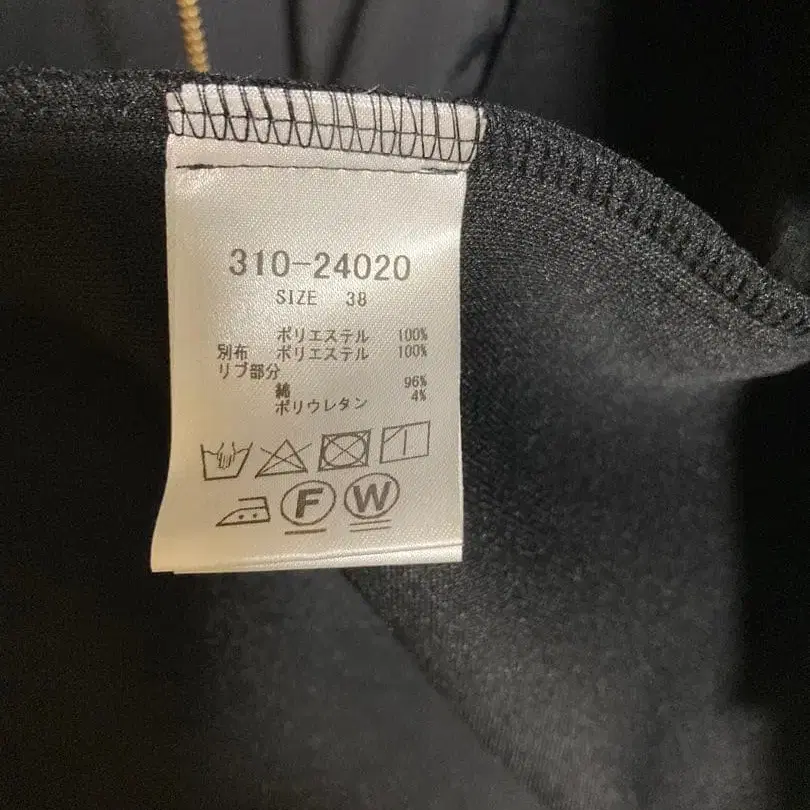 310-24020
SIZE 38
ポリエステル 100%
別布 ポリエステル 100%
リブ部分
綿 96%
ポリウレタン 4%
F W